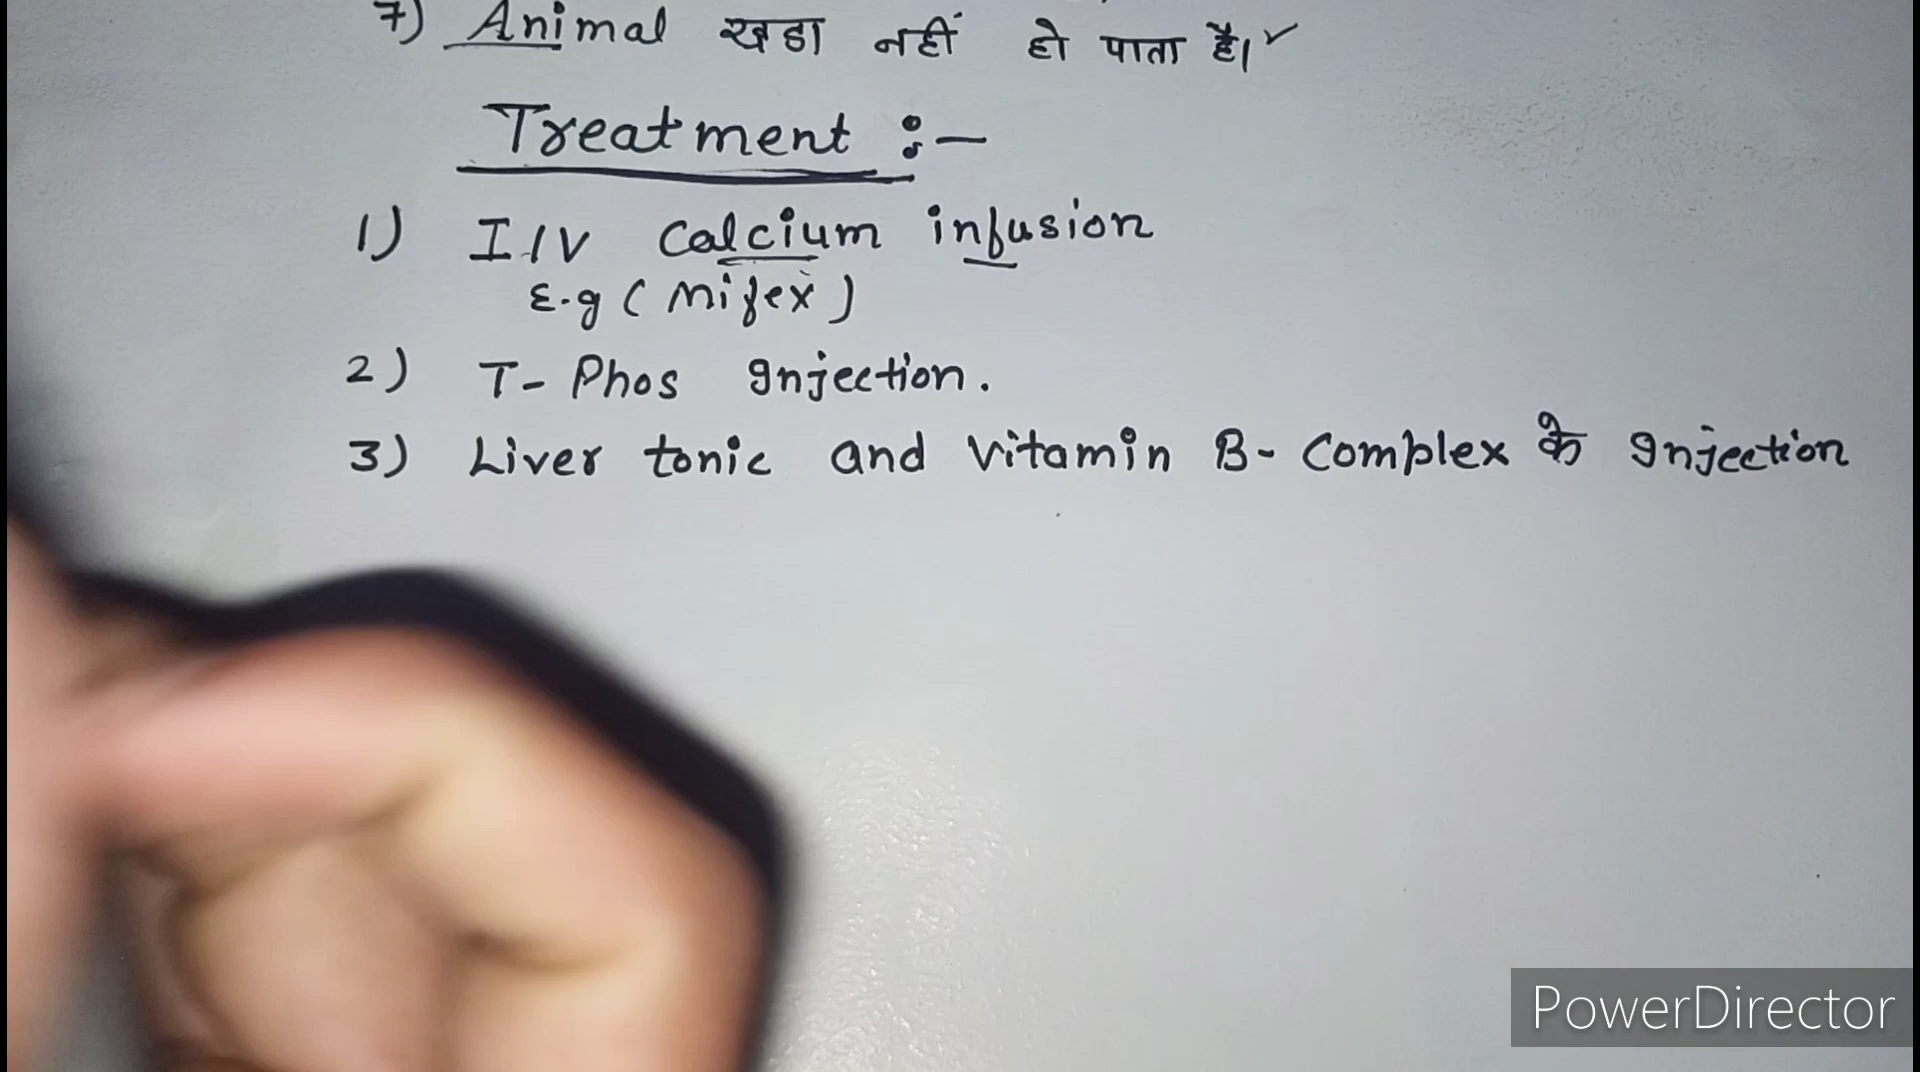 7) Animal खडा नहीं हो पाता है।
Treatment :-
1) I/V Calcium infusion
E.g ( Mifex )
2) T- Phos Injection.
3) Liver tonic and Vitamin B- Complex के Injection
PowerDirector